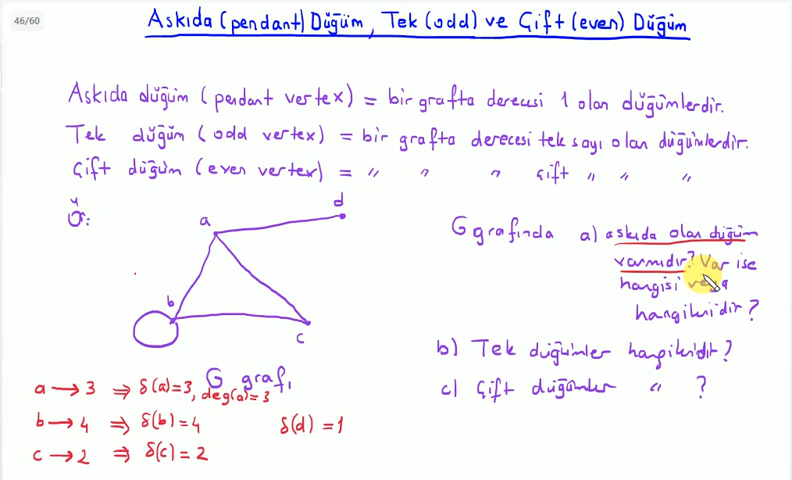 46/60
Askıda (pendant) Düğüm, Tek (odd) ve Çift (even) Düğüm
Askıda düğüm (pendant vertex) = bir grafta derecesi 1 olan düğümlerdir.
Tek düğüm (odd vertex) = bir grafta derecesi tek sayı olan düğümlerdir.
Çift düğüm (even vertex) = " " " çift " " "
Ör:
a
d
b
c
G grafı
G grafında a) askıda olan düğüm
varmıdır? Var ise
hangisi veya
hangileridir?
b) Tek düğümler hangileridir?
c) Çift düğümler " ?
a → 3 ⇒ δ(a)=3, deg(a)=3
b → 4 ⇒ δ(b)=4 δ(d)=1
c → 2 ⇒ δ(c)=2